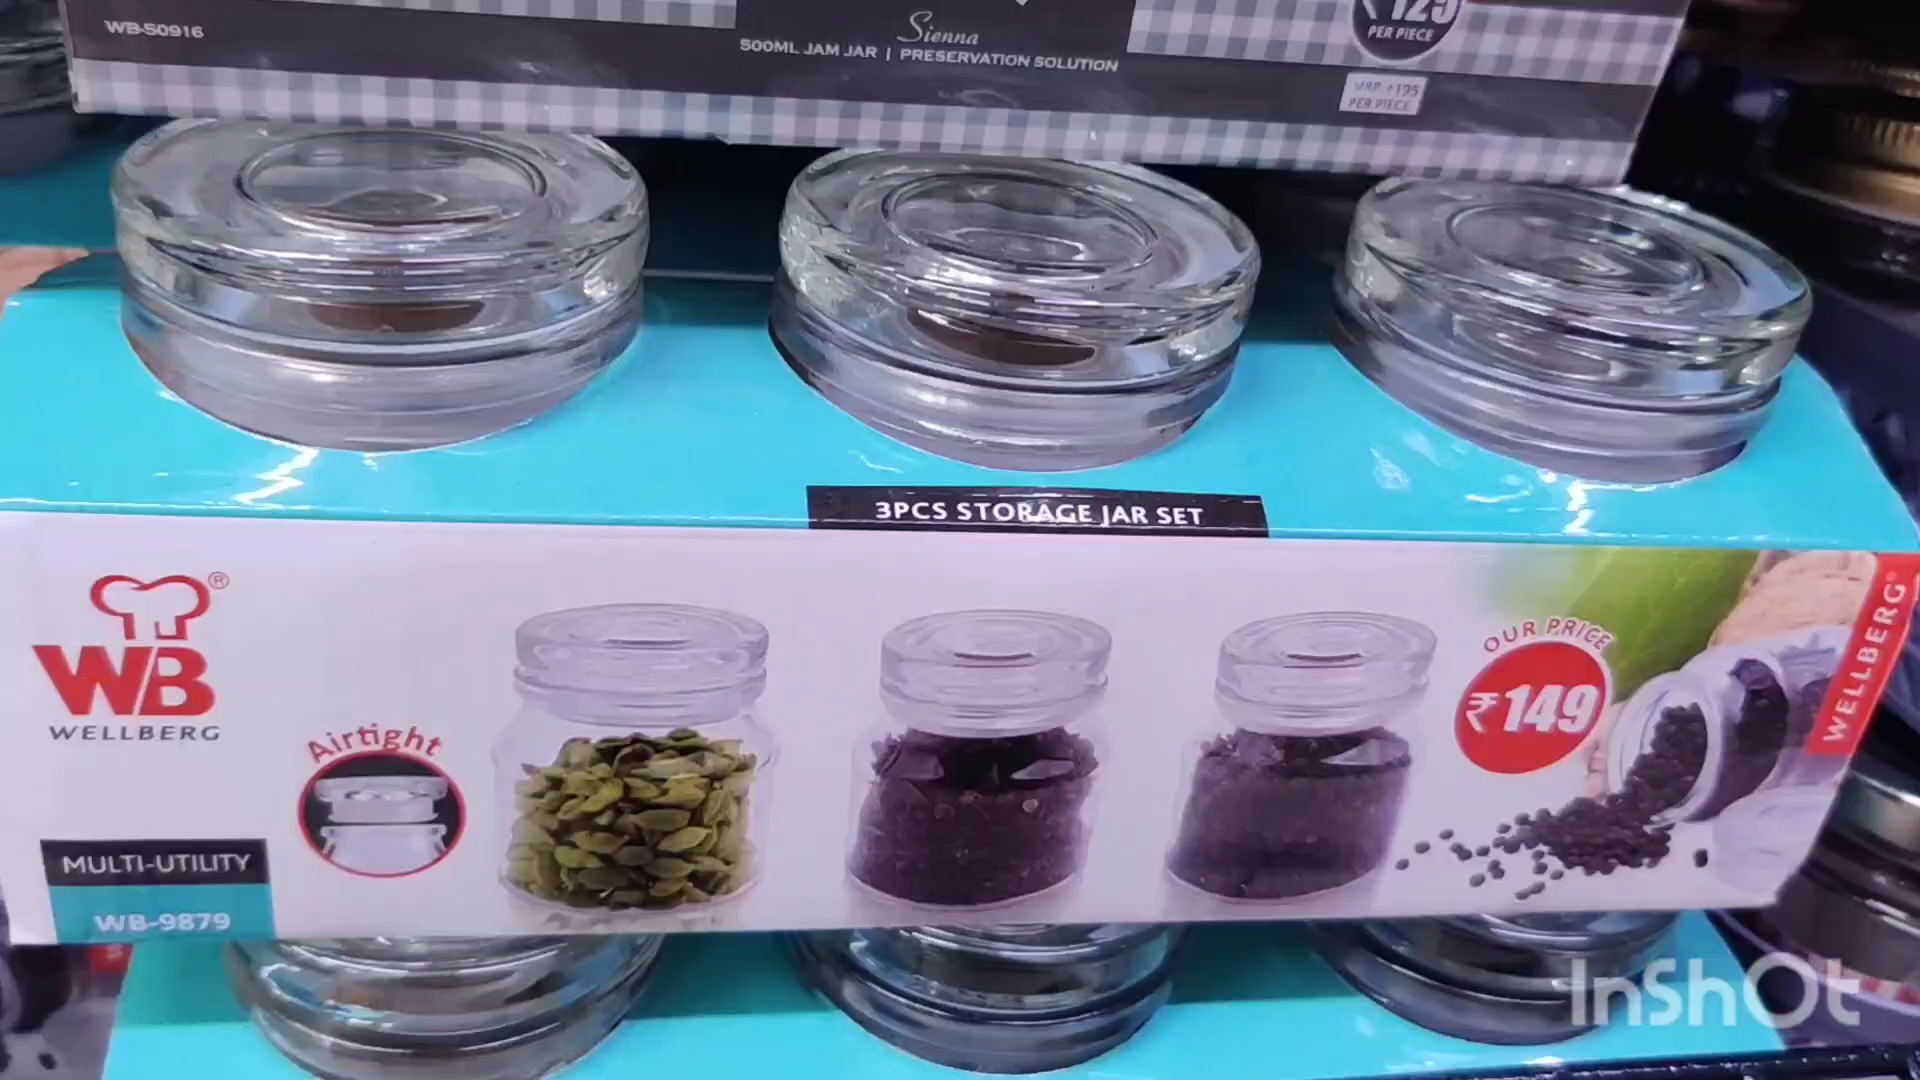 WB-50916
Sienna
500ML JAM JAR | PRESERVATION SOLUTION
₹ 125
PER PIECE
MRP ₹195
PER PIECE
3PCS STORAGE JAR SET
®
WB
WELLBERG
Airtight
MULTI-UTILITY
WB-9879
OUR PRICE
₹149
WELLBERG®
InShOt